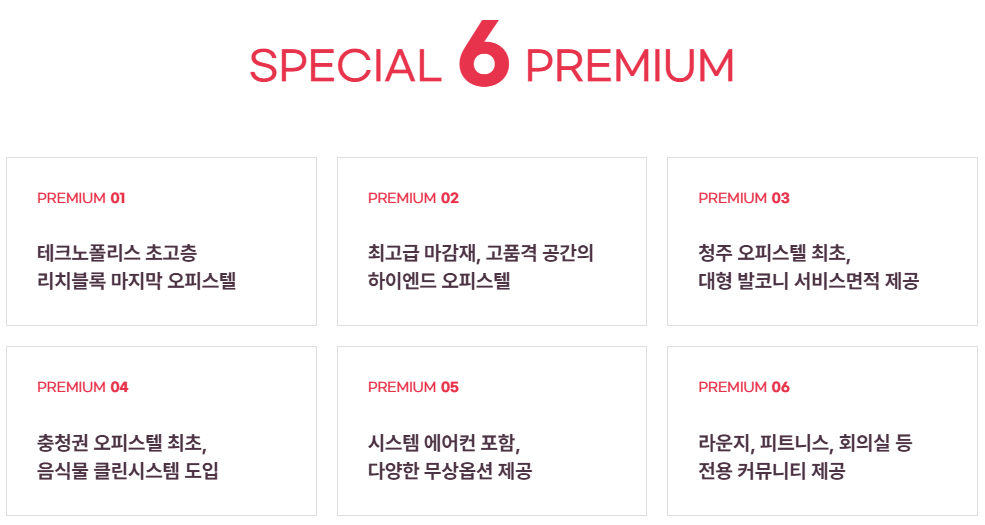 SPECIAL 6 PREMIUM
PREMIUM 01
테크노폴리스 초고층
리치블록 마지막 오피스텔
PREMIUM 02
최고급 마감재, 고품격 공간의
하이엔드 오피스텔
PREMIUM 03
청주 오피스텔 최초,
대형 발코니 서비스면적 제공
PREMIUM 04
충청권 오피스텔 최초,
음식물 클린시스템 도입
PREMIUM 05
시스템 에어컨 포함,
다양한 무상옵션 제공
PREMIUM 06
라운지, 피트니스, 회의실 등
전용 커뮤니티 제공